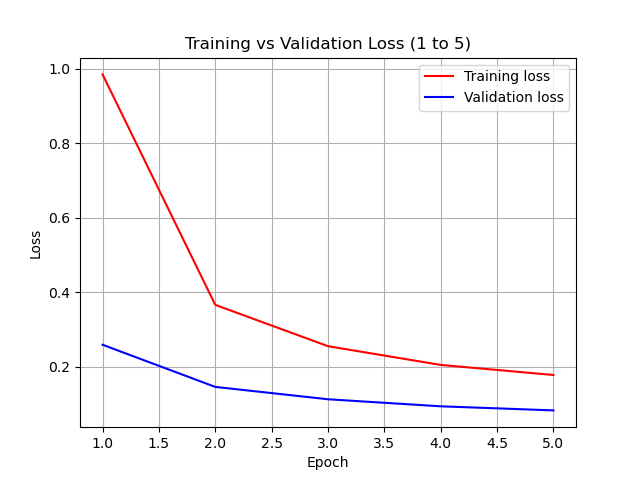 Training vs Validation Loss (1 to 5)
Training loss
Validation loss
Loss
1.0
0.8
0.6
0.4
0.2
1.0 1.5 2.0 2.5 3.0 3.5 4.0 4.5 5.0
Epoch